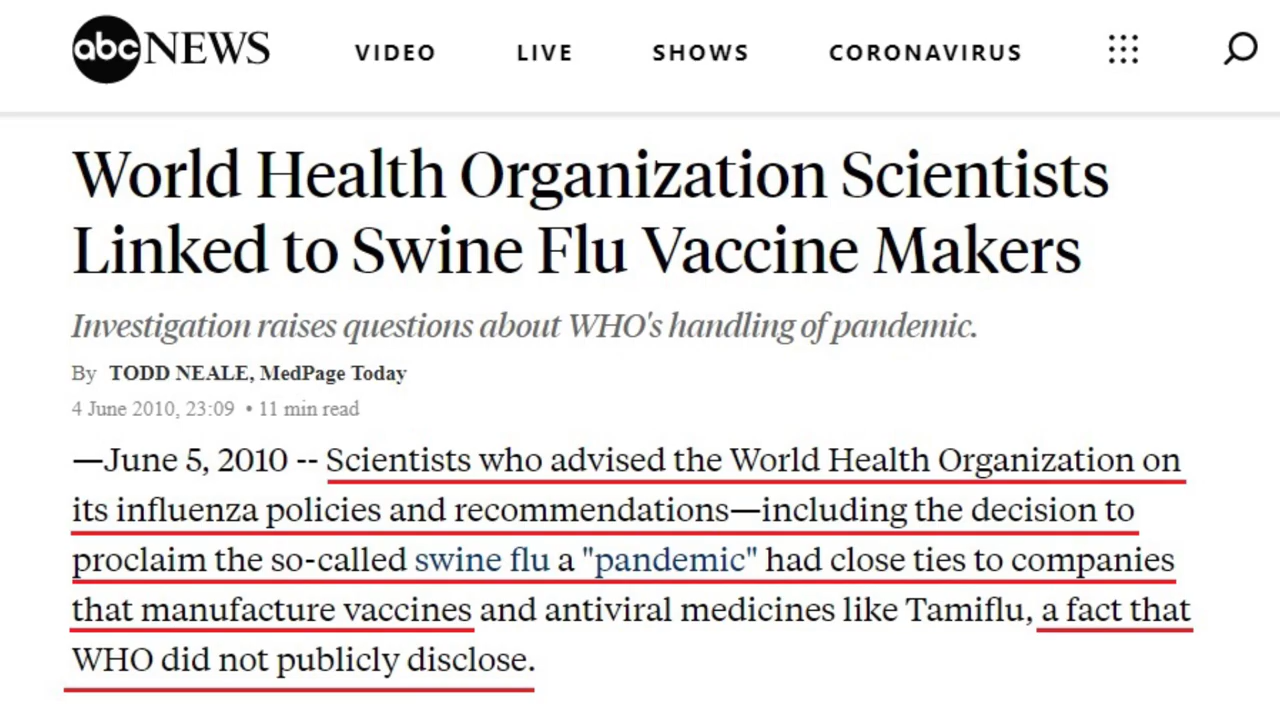 abc NEWS VIDEO LIVE SHOWS CORONAVIRUS
World Health Organization Scientists
Linked to Swine Flu Vaccine Makers
Investigation raises questions about WHO's handling of pandemic.
By TODD NEALE, MedPage Today
4 June 2010, 23:09 • 11 min read
—June 5, 2010 -- Scientists who advised the World Health Organization on
its influenza policies and recommendations—including the decision to
proclaim the so-called swine flu a "pandemic" had close ties to companies
that manufacture vaccines and antiviral medicines like Tamiflu, a fact that
WHO did not publicly disclose.